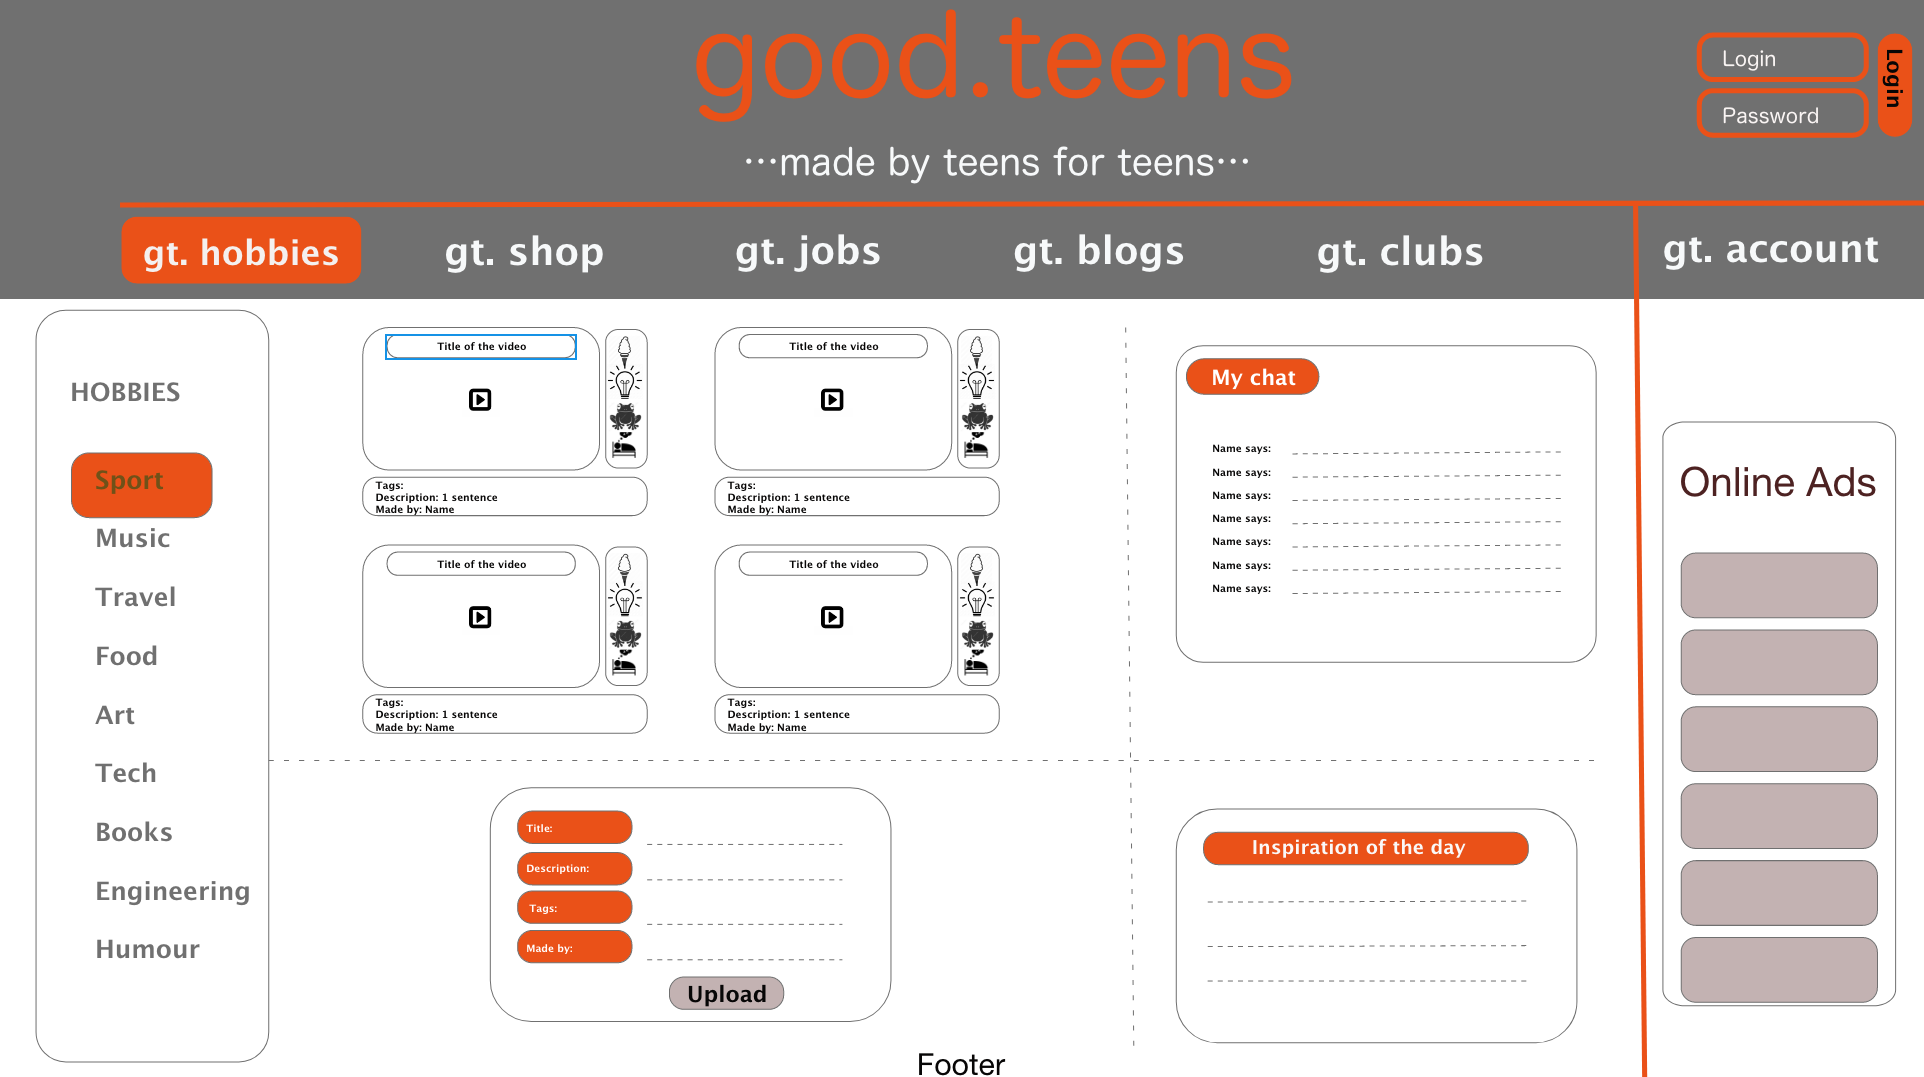 good.teens
···made by teens for teens···
Login
Password
Login
gt. hobbies
gt. shop
gt. jobs
gt. blogs
gt. clubs
gt. account
HOBBIES
Sport
Music
Travel
Food
Art
Tech
Books
Engineering
Humour
Title of the video
Tags:
Description: 1 sentence
Made by: Name
Title of the video
Tags:
Description: 1 sentence
Made by: Name
Title of the video
Tags:
Description: 1 sentence
Made by: Name
Title of the video
Tags:
Description: 1 sentence
Made by: Name
My chat
Name says:
Name says:
Name says:
Name says:
Name says:
Name says:
Name says:
Online Ads
Title:
Description:
Tags:
Made by:
Upload
Inspiration of the day
Footer